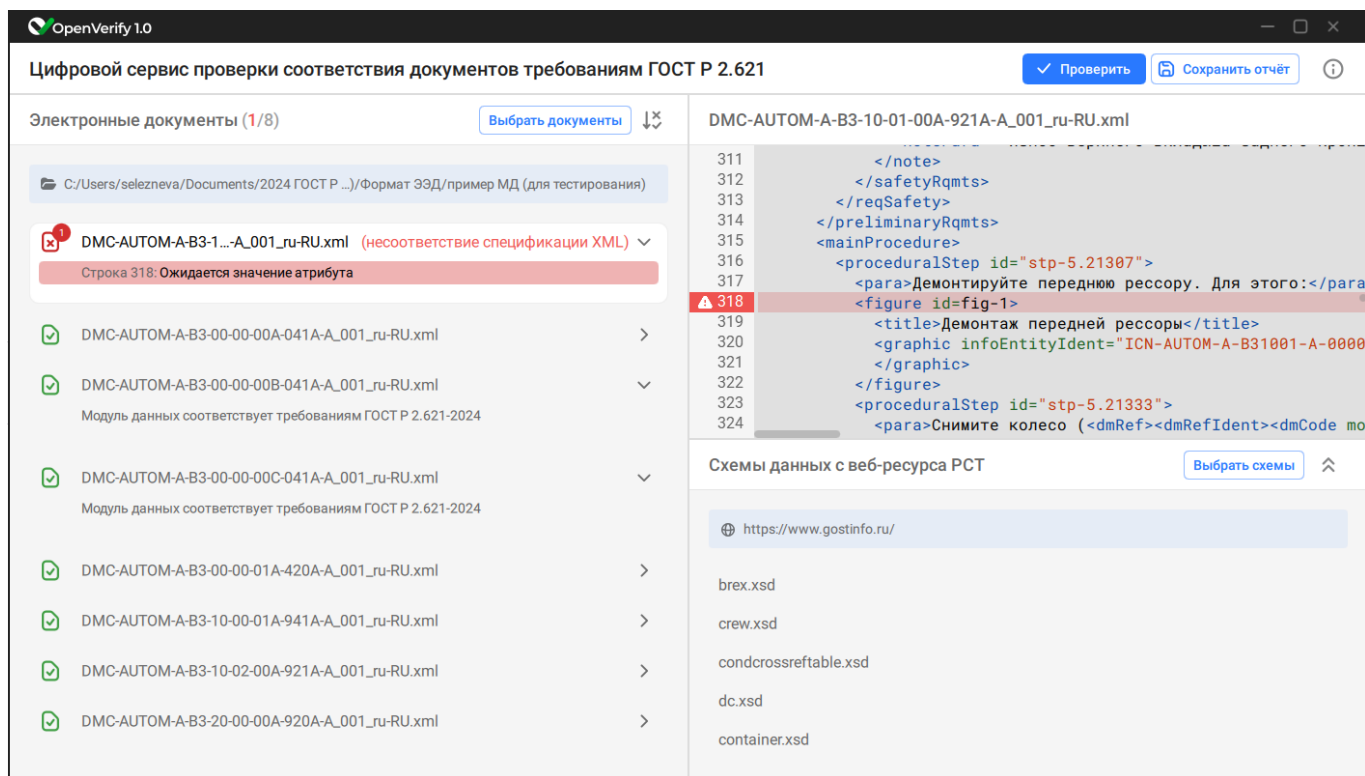 OpenVerify 1.0
Цифровой сервис проверки соответствия документов требованиям ГОСТ Р 2.621
Проверить
Сохранить отчёт
Электронные документы (1/8)
Выбрать документы
C:/Users/selezneva/Documents/2024 ГОСТ Р ...)/Формат ЭЭД/пример МД (для тестирования)
1
DMC-AUTOM-A-B3-1...-A_001_ru-RU.xml (несоответствие спецификации XML)
Строка 318: Ожидается значение атрибута
DMC-AUTOM-A-B3-00-00-00A-041A-A_001_ru-RU.xml
DMC-AUTOM-A-B3-00-00-00B-041A-A_001_ru-RU.xml
Модуль данных соответствует требованиям ГОСТ Р 2.621-2024
DMC-AUTOM-A-B3-00-00-00C-041A-A_001_ru-RU.xml
Модуль данных соответствует требованиям ГОСТ Р 2.621-2024
DMC-AUTOM-A-B3-00-00-01A-420A-A_001_ru-RU.xml
DMC-AUTOM-A-B3-10-00-01A-941A-A_001_ru-RU.xml
DMC-AUTOM-A-B3-10-02-00A-921A-A_001_ru-RU.xml
DMC-AUTOM-A-B3-20-00-00A-920A-A_001_ru-RU.xml
DMC-AUTOM-A-B3-10-01-00A-921A-A_001_ru-RU.xml
311 </note>
312 </safetyRqmts>
313 </reqSafety>
314 </preliminaryRqmts>
315 <mainProcedure>
316 <proceduralStep id="stp-5.21307">
317 <para>Демонтируйте переднюю рессору. Для этого:</para
318 <figure id=fig-1>
319 <title>Демонтаж передней рессоры</title>
320 <graphic infoEntityIdent="ICN-AUTOM-A-B31001-A-0000
321 </graphic>
322 </figure>
323 <proceduralStep id="stp-5.21333">
324 <para>Снимите колесо (<dmRef><dmRefIdent><dmCode mo
Схемы данных с веб-ресурса РСТ
Выбрать схемы
https://www.gostinfo.ru/
brex.xsd
crew.xsd
condcrossreftable.xsd
dc.xsd
container.xsd